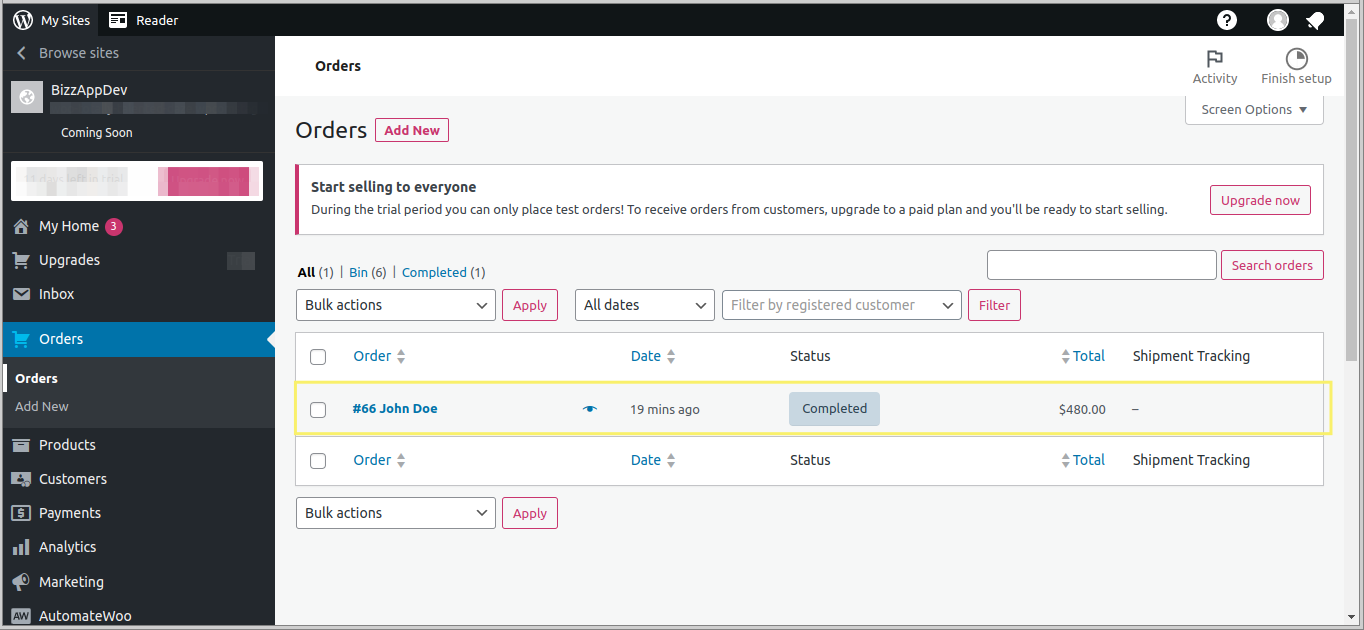 My Sites Reader
Browse sites
BizzAppDev
Coming Soon
My Home 3
Upgrades
Inbox
Orders
Orders
Add New
Products
Customers
Payments
Analytics
Marketing
AW AutomateWoo
Orders
Activity Finish setup
Screen Options
Orders Add New
Start selling to everyone
During the trial period you can only place test orders! To receive orders from customers, upgrade to a paid plan and you'll be ready to start selling.
Upgrade now
All (1) | Bin (6) | Completed (1)
Search orders
Bulk actions Apply All dates Filter by registered customer Filter
Order Date Status Total Shipment Tracking
#66 John Doe 19 mins ago Completed $480.00 –
Order Date Status Total Shipment Tracking
Bulk actions Apply